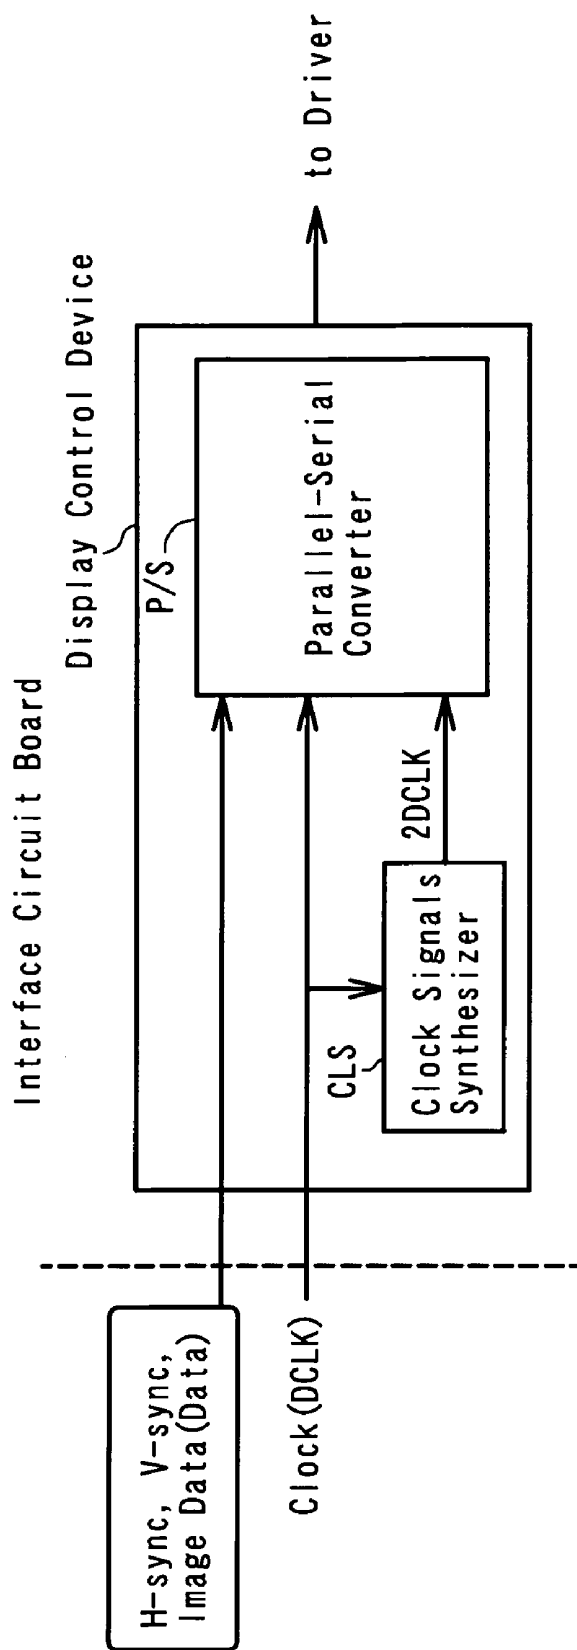 Interface Circuit Board
Display Control Device
H-sync, V-sync,
Image Data(Data)
Clock(DCLK)
P/S
Parallel-Serial
Converter
to Driver
CLS
Clock Signals
Synthesizer
2DCLK